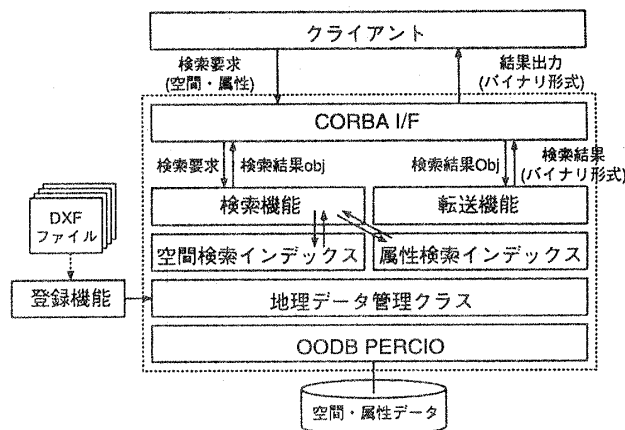 クライアント
検索要求
(空間・属性)
結果出力
(バイナリ形式)
CORBA I/F
検索要求
検索結果obj
検索結果Obj
検索結果
(バイナリ形式)
検索機能
転送機能
DXF
ファイル
空間検索インデックス
属性検索インデックス
登録機能
地理データ管理クラス
OODB PERCIO
空間・属性データ